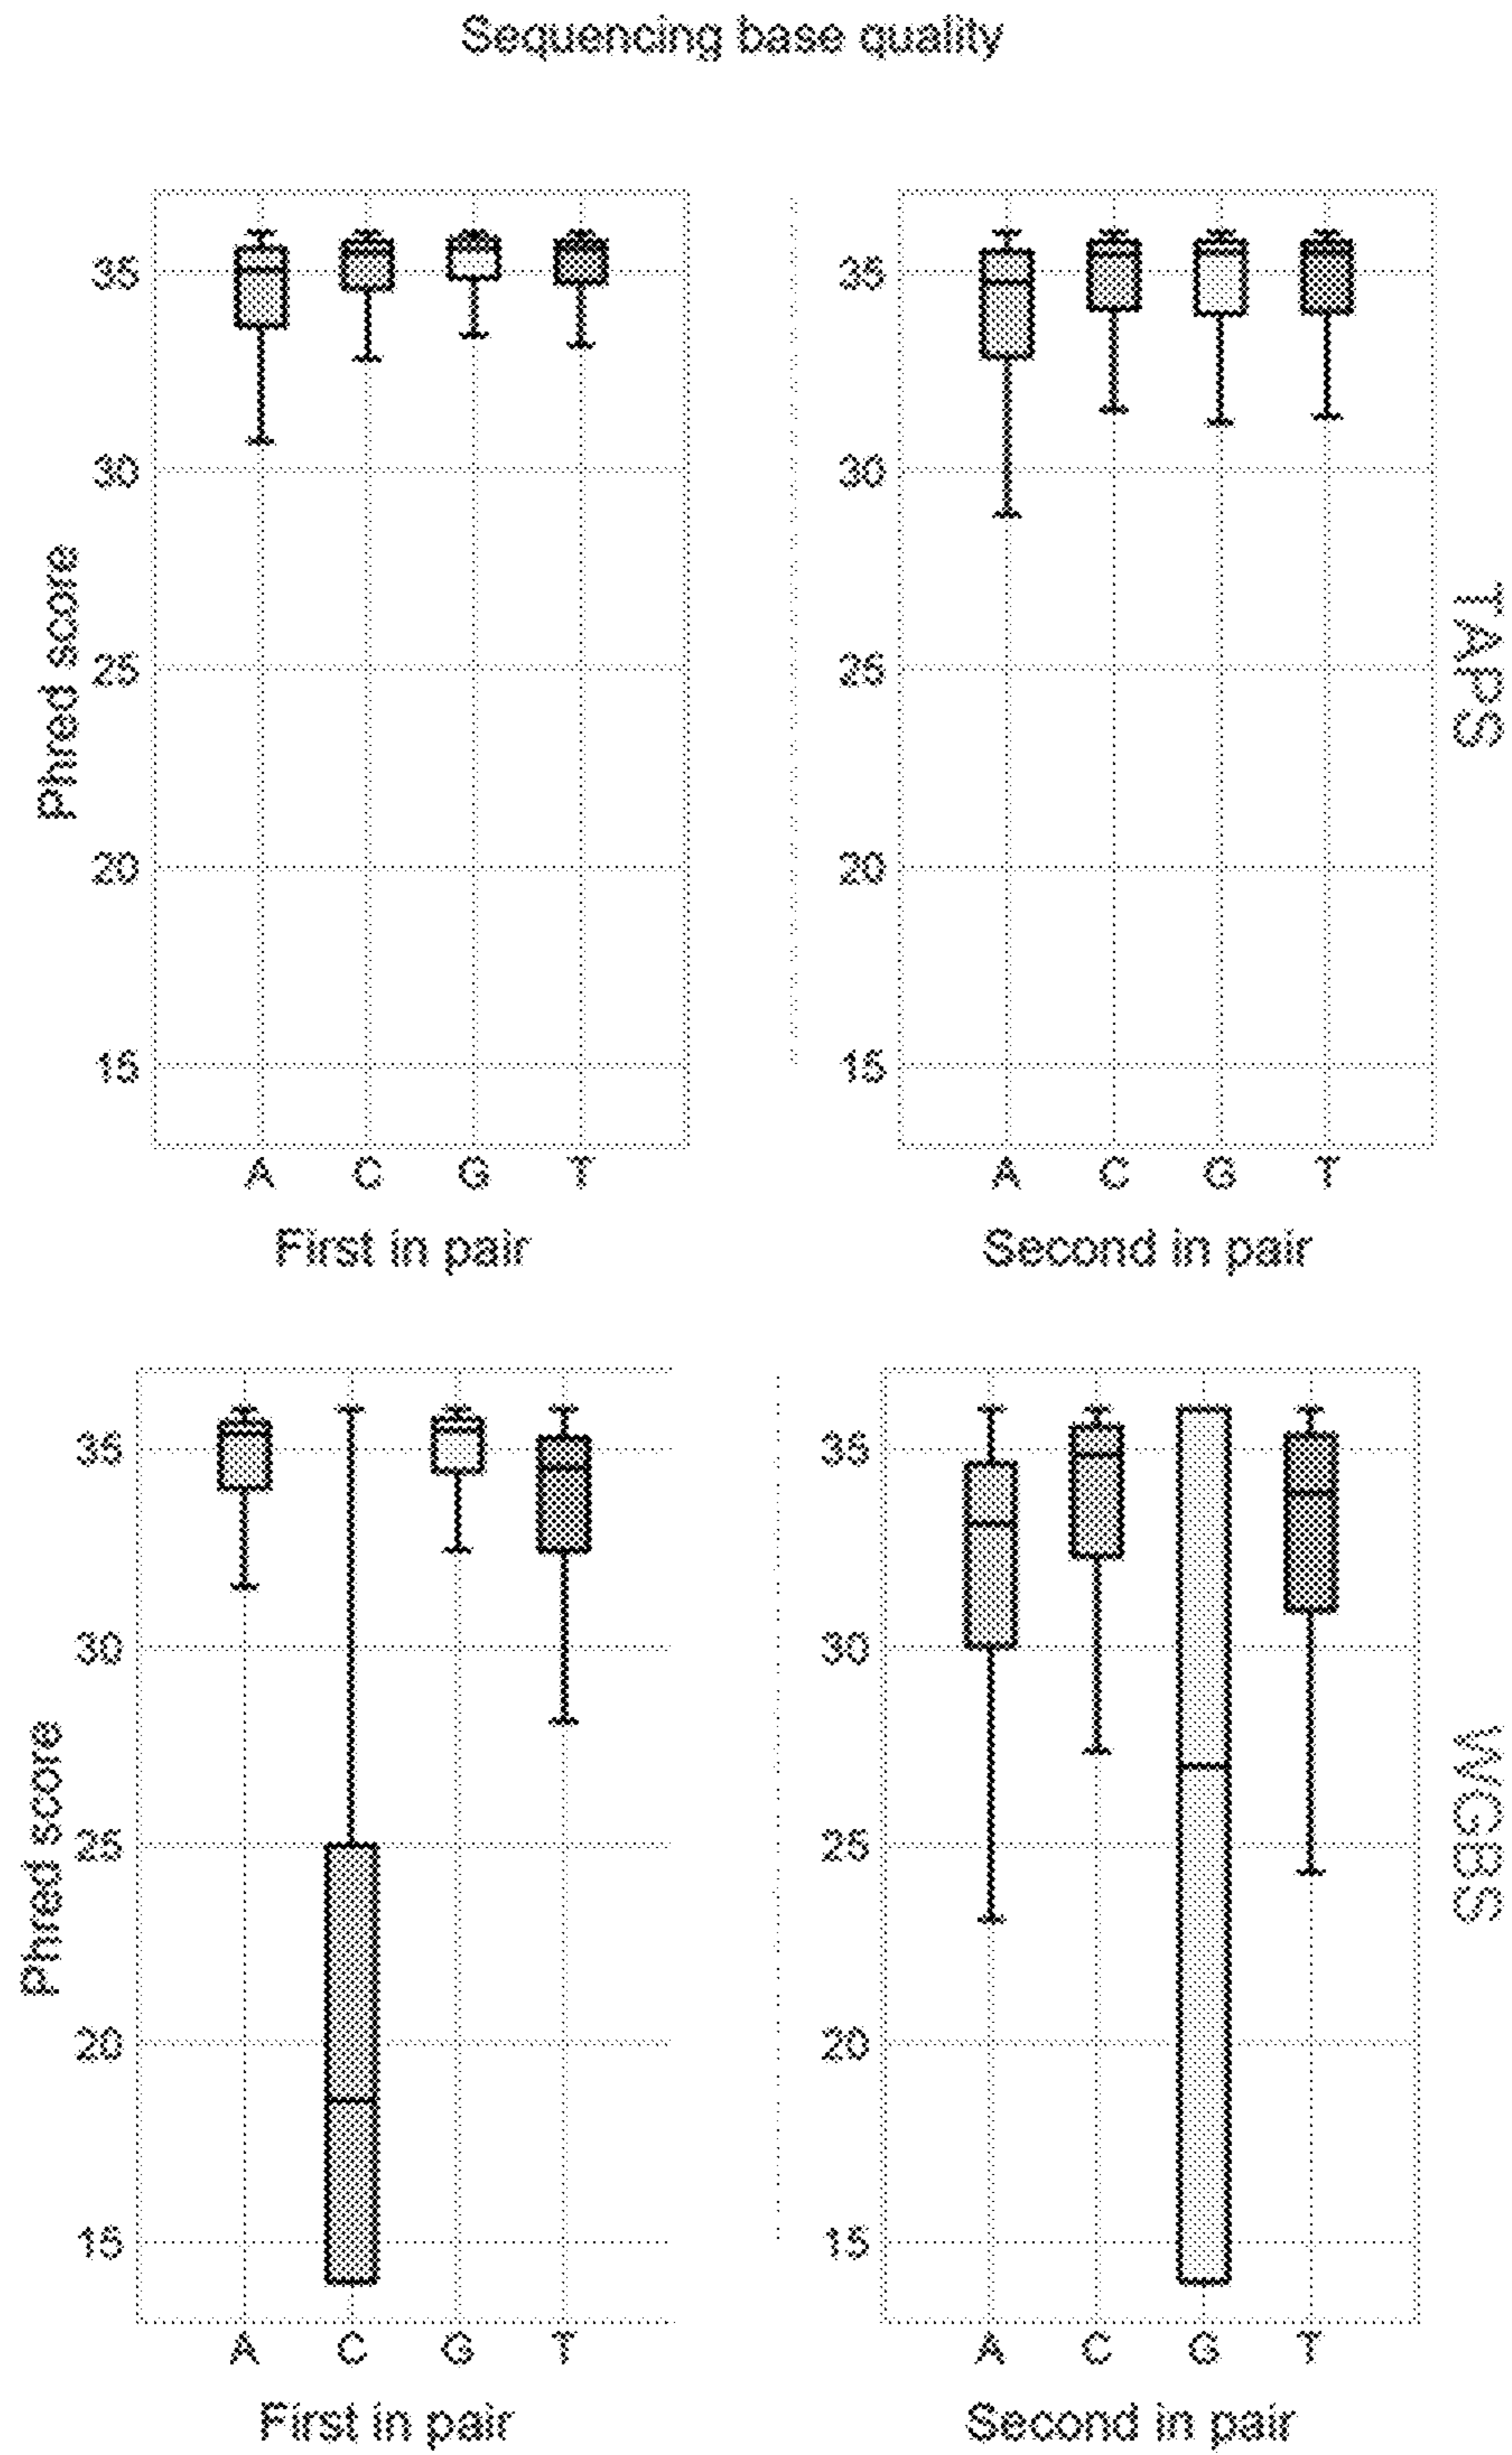 Sequencing base quality
Phred score
35
30
25
20
15
A C G T
First in pair
35
30
25
20
15
A C G T
Second in pair
TAPS
Phred score
35
30
25
20
15
A C G T
First in pair
35
30
25
20
15
A C G T
Second in pair
WGBS